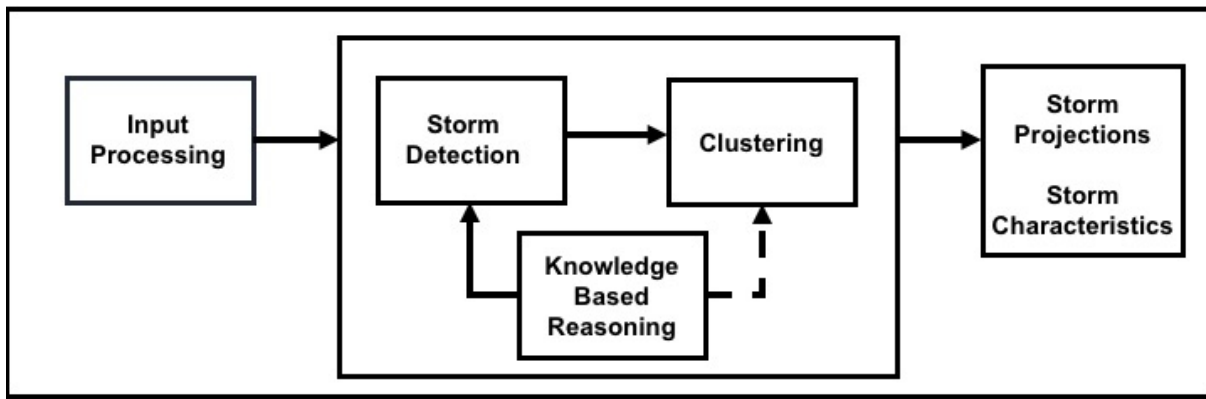 Input
Processing
Storm
Detection
Clustering
Knowledge
Based
Reasoning
Storm
Projections
Storm
Characteristics